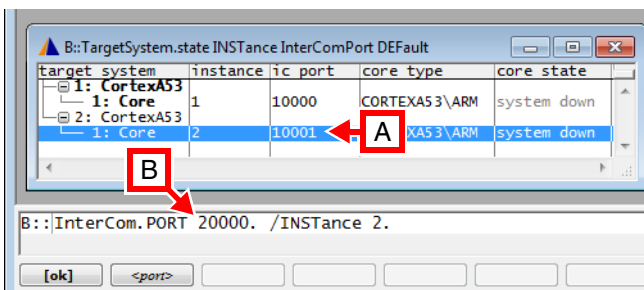 B::TargetSystem.state INSTance InterComPort DEFault
target system instance ic port core type core state
1: CortexA53
1: Core 1 10000 CORTEXA53\ARM system down
2: CortexA53
1: Core 2 10001 A XA53\ARM system down
B
B::InterCom.PORT 20000. /INSTance 2.
[ok] <port>